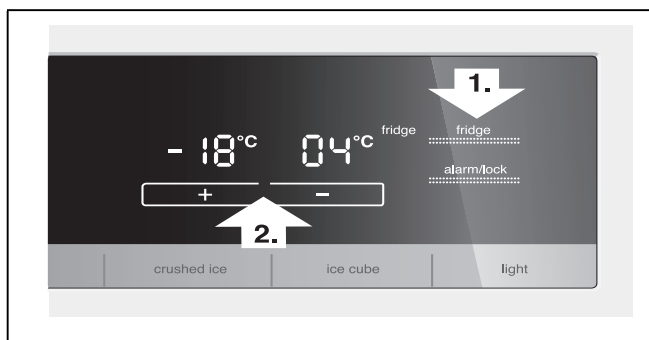 1.
-18°C 04°C fridge fridge
alarm/lock
+ −
2.
crushed ice ice cube light